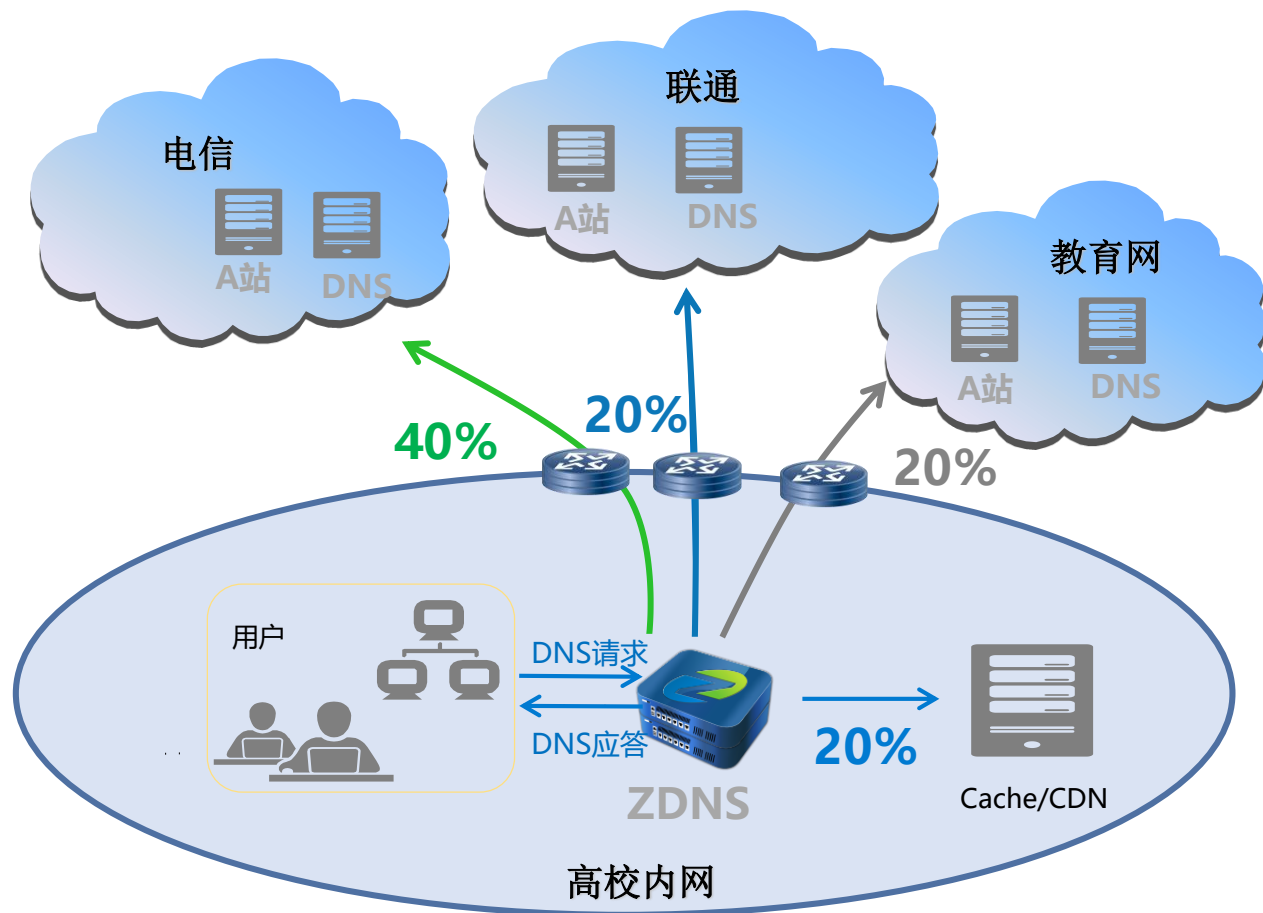 联通
电信
A站
DNS
A站
DNS
教育网
A站
DNS
20%
40%
20%
用户
DNS请求
DNS应答
20%
ZDNS
Cache/CDN
高校内网